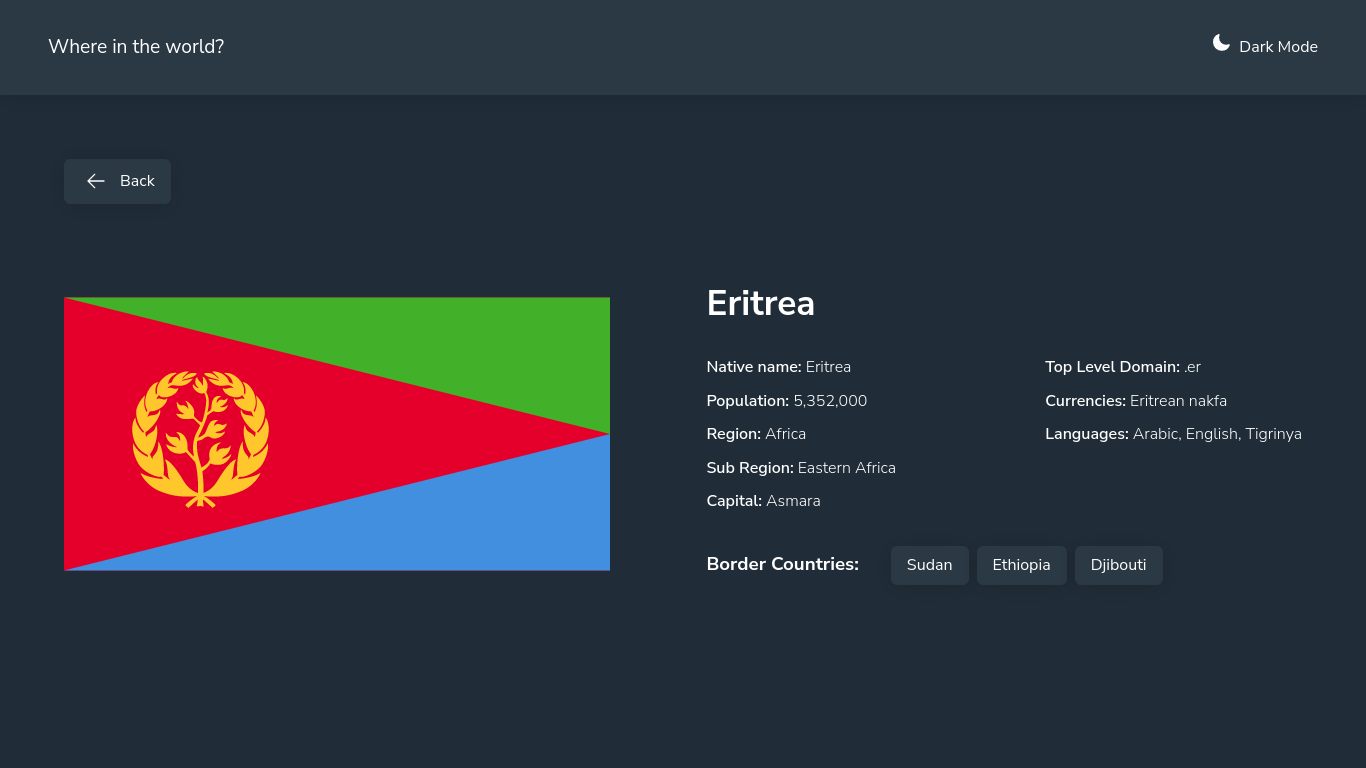 Where in the world?
Dark Mode
Back
Eritrea
Native name: Eritrea
Population: 5,352,000
Region: Africa
Sub Region: Eastern Africa
Capital: Asmara
Top Level Domain: .er
Currencies: Eritrean nakfa
Languages: Arabic, English, Tigrinya
Border Countries:
Sudan
Ethiopia
Djibouti